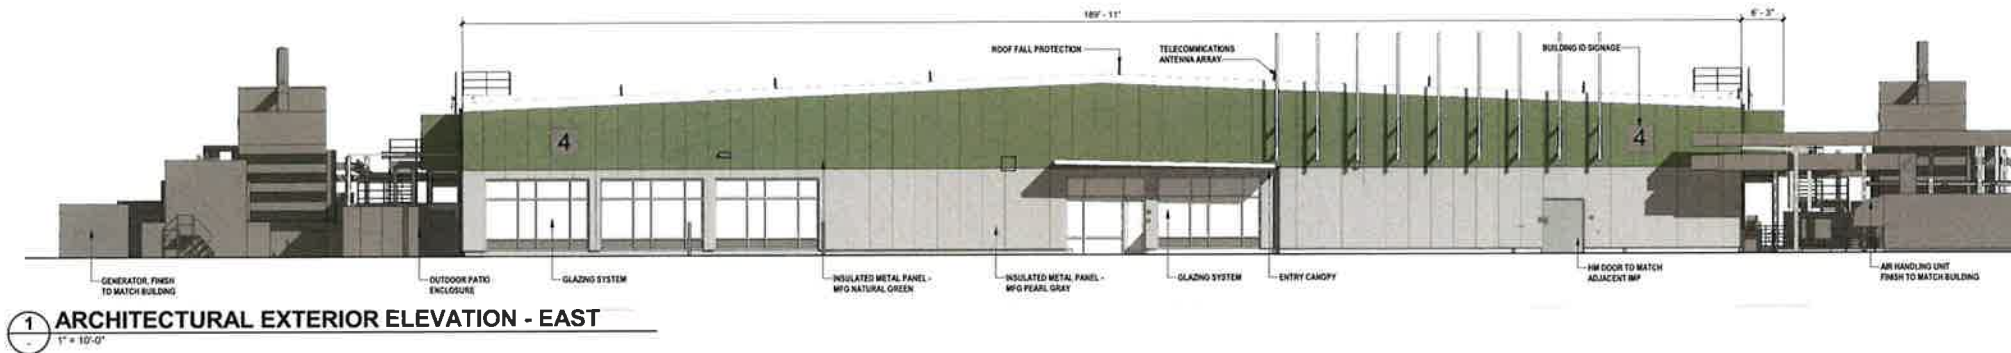 189' - 11"
6' - 3"
ROOF FALL PROTECTION
TELECOMMICATIONS
ANTENNA ARRAY
BUILDING ID SIGNAGE
4
4
GENERATOR, FINISH
TO MATCH BUILDING
OUTDOOR PATIO
ENCLOSURE
GLAZING SYSTEM
INSULATED METAL PANEL -
MFG NATURAL GREEN
INSULATED METAL PANEL -
MFG PEARL GRAY
GLAZING SYSTEM
ENTRY CANOPY
HM DOOR TO MATCH
ADJACENT IMP
AIR HANDLING UNIT
FINISH TO MATCH BUILDING
1
-
ARCHITECTURAL EXTERIOR ELEVATION - EAST
1" = 10'-0"